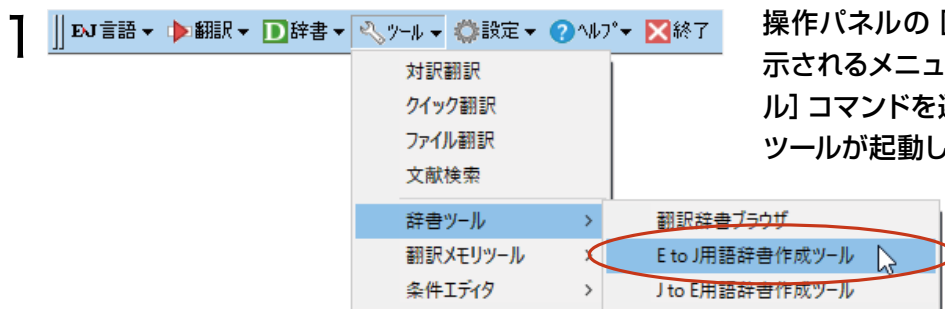 1
EJ 言語 ▾ 翻訳 ▾ D 辞書 ▾ ツール ▾ 設定 ▾ ? ヘルプ ▾ 終了
対訳翻訳
クイック翻訳
ファイル翻訳
文献検索
辞書ツール >
翻訳メモリツール >
条件エディタ >
翻訳辞書ブラウザ
E to J用語辞書作成ツール
J to E用語辞書作成ツール
操作パネルの [
示されるメニュ
ル] コマンドを
ツールが起動し